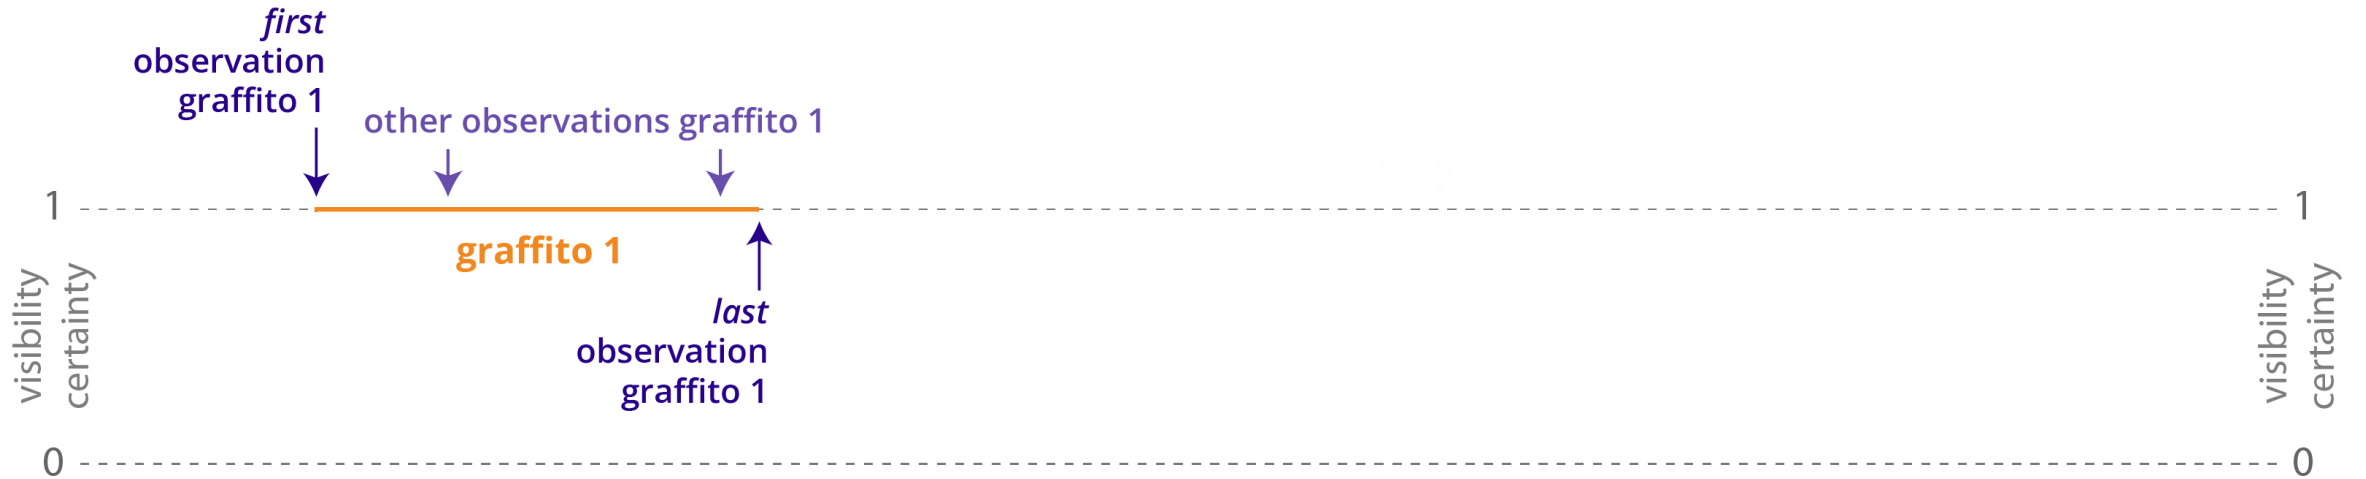 first
observation
graffito 1
other observations graffito 1
1
1
graffito 1
visibility
certainty
visibility
certainty
last
observation
graffito 1
0
0